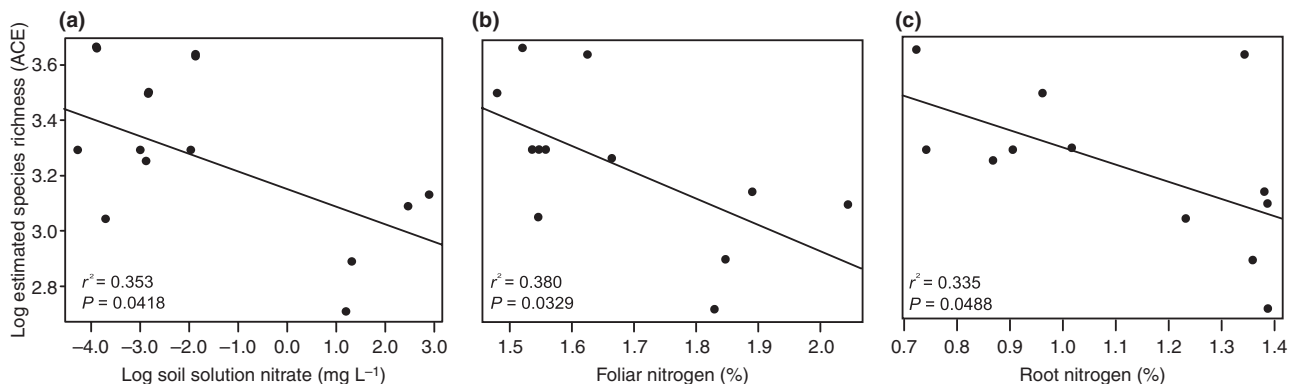 (a)
(b)
(c)
Log estimated species richness (ACE)
3.6
3.4
3.2
3.0
2.8
r² = 0.353
P = 0.0418
r² = 0.380
P = 0.0329
r² = 0.335
P = 0.0488
–4.0 –3.0 –2.0 –1.0 0.0 1.0 2.0 3.0
1.5 1.6 1.7 1.8 1.9 2.0
0.7 0.8 0.9 1.0 1.1 1.2 1.3 1.4
Log soil solution nitrate (mg L⁻¹)
Foliar nitrogen (%)
Root nitrogen (%)